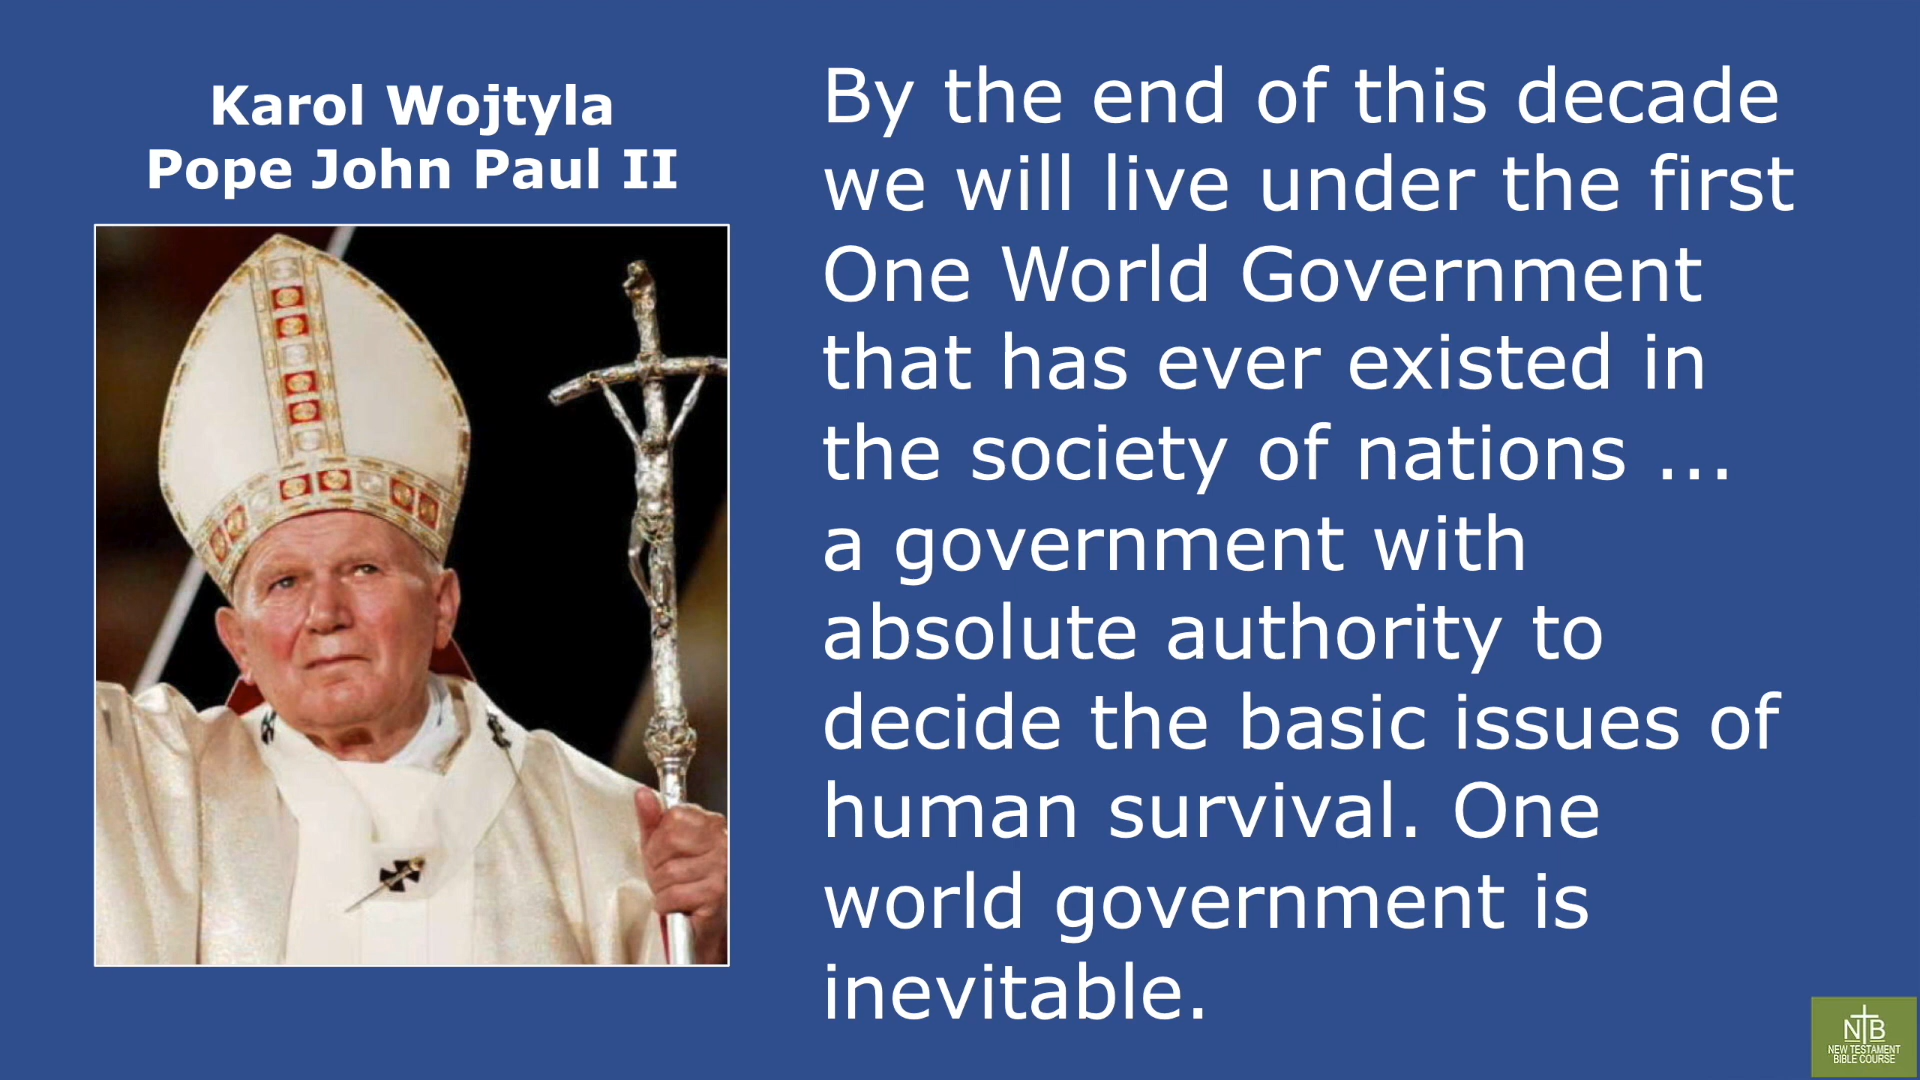 Karol Wojtyla
Pope John Paul II
By the end of this decade
we will live under the first
One World Government
that has ever existed in
the society of nations ...
a government with
absolute authority to
decide the basic issues of
human survival. One
world government is
inevitable.
NTB
NEW TESTAMENT
BIBLE COURSE